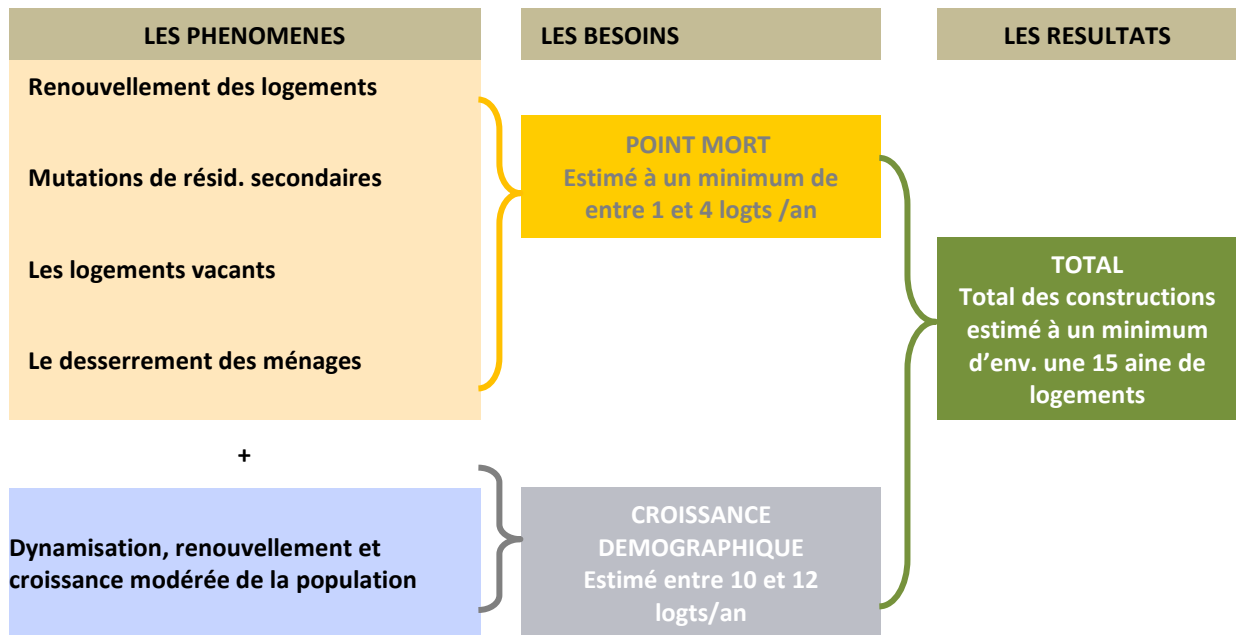 LES PHENOMENES
Renouvellement des logements
Mutations de résid. secondaires
Les logements vacants
Le desserrement des ménages
+
Dynamisation, renouvellement et
croissance modérée de la population
LES BESOINS
POINT MORT
Estimé à un minimum de
entre 1 et 4 logts /an
CROISSANCE
DEMOGRAPHIQUE
Estimé entre 10 et 12
logts/an
LES RESULTATS
TOTAL
Total des constructions
estimé à un minimum
d’env. une 15 aine de
logements